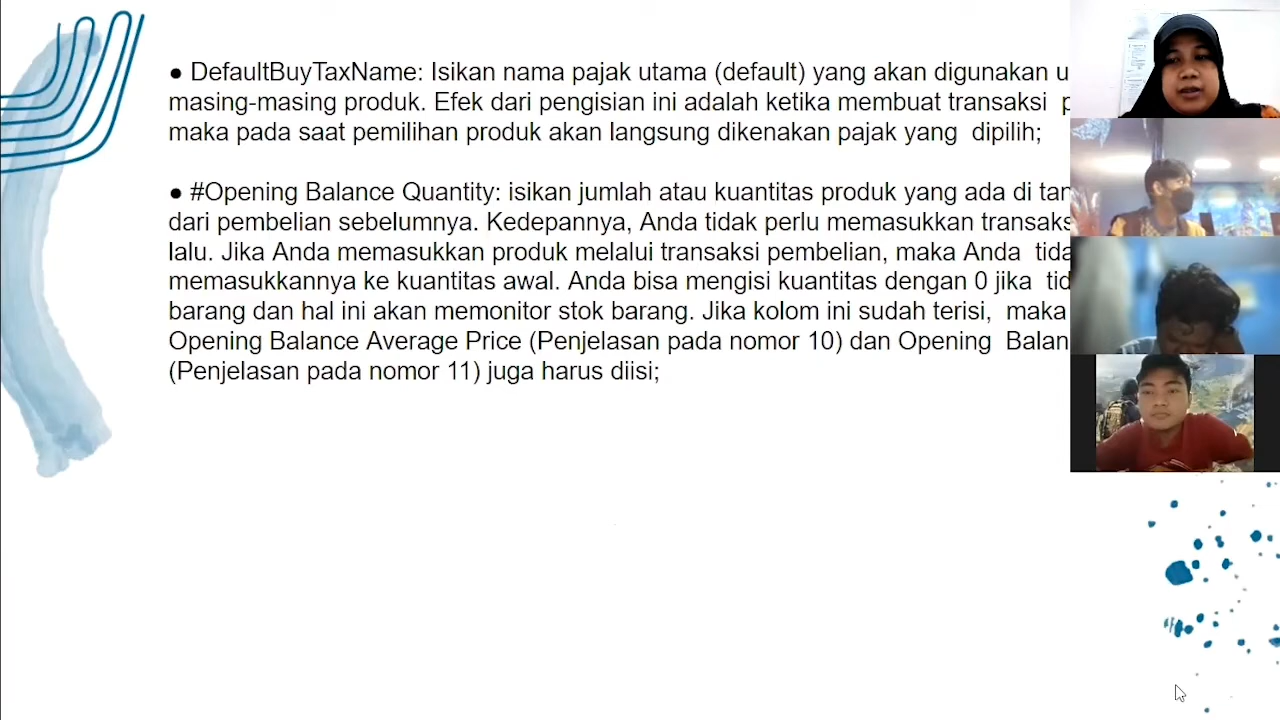 ● DefaultBuyTaxName: isikan nama pajak utama (default) yang akan digunakan
masing-masing produk. Efek dari pengisian ini adalah ketika membuat transaksi
maka pada saat pemilihan produk akan langsung dikenakan pajak yang dipilih;
● #Opening Balance Quantity: isikan jumlah atau kuantitas produk yang ada di
dari pembelian sebelumnya. Kedepannya, Anda tidak perlu memasukkan
lalu. Jika Anda memasukkan produk melalui transaksi pembelian, maka Anda
memasukkannya ke kuantitas awal. Anda bisa mengisi kuantitas dengan 0 jika
barang dan hal ini akan memonitor stok barang. Jika kolom ini sudah terisi, maka
Opening Balance Average Price (Penjelasan pada nomor 10) dan Opening
(Penjelasan pada nomor 11) juga harus diisi;